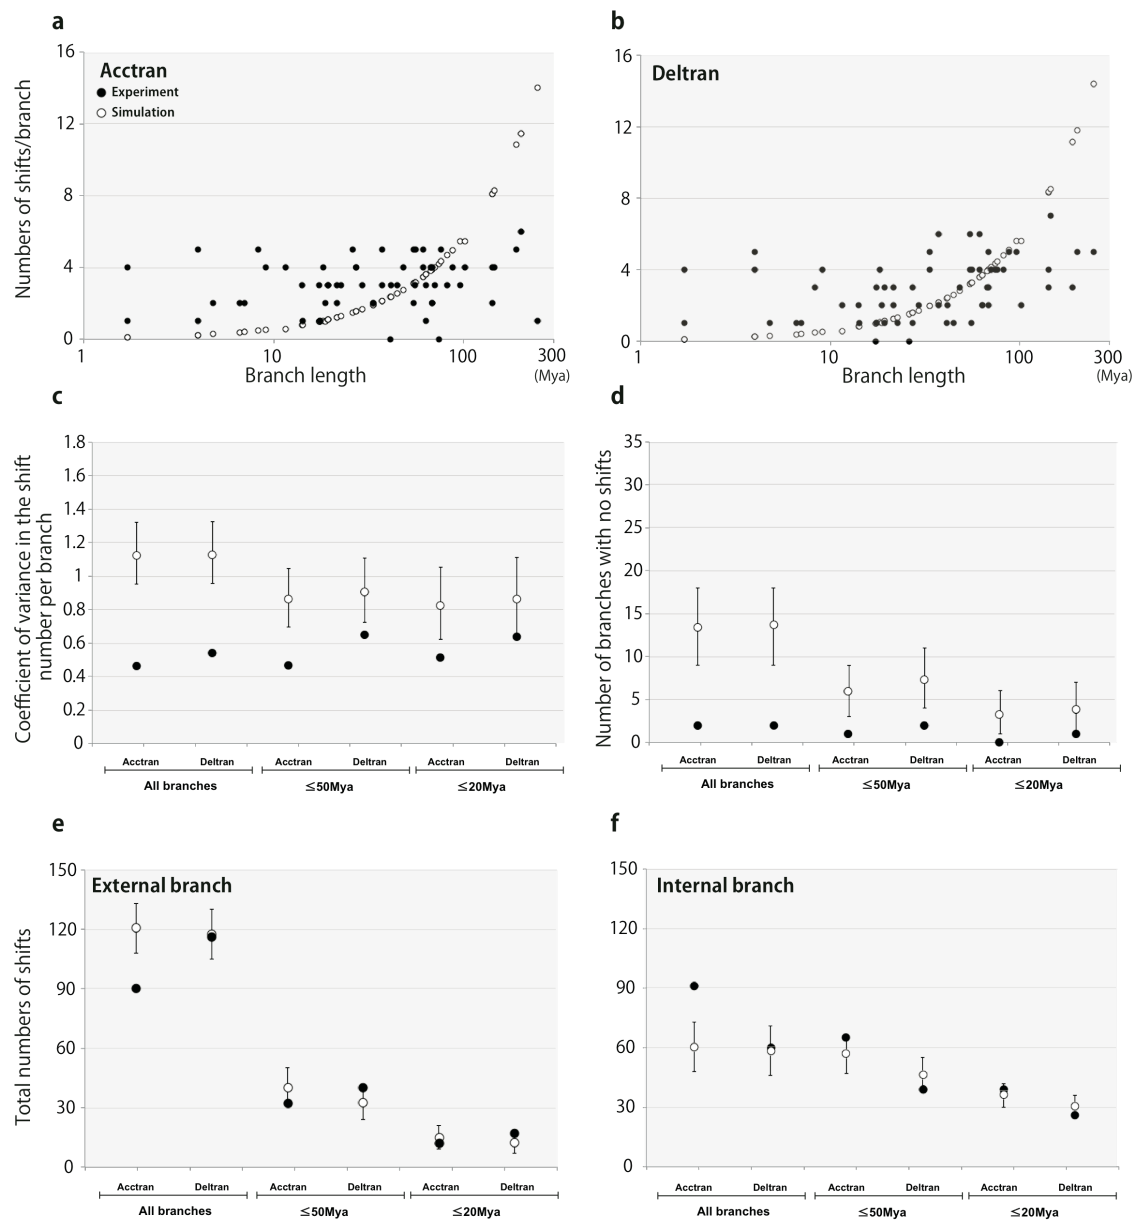 a
Numbers of shifts/branch
16
12
8
4
0
Acctran
Experiment
Simulation
1
10
100
300
Branch length
(Mya)
b
16
12
8
4
0
Deltran
1
10
100
300
Branch length
(Mya)
c
Coefficient of variance in the shift
number per branch
1.8
1.6
1.4
1.2
1
0.8
0.6
0.4
0.2
0
Acctran
Deltran
Acctran
Deltran
Acctran
Deltran
All branches
≤50Mya
≤20Mya
d
Number of branches with no shifts
35
30
25
20
15
10
5
0
Acctran
Deltran
Acctran
Deltran
Acctran
Deltran
All branches
≤50Mya
≤20Mya
e
Total numbers of shifts
150
120
90
60
30
0
External branch
Acctran
Deltran
Acctran
Deltran
Acctran
Deltran
All branches
≤50Mya
≤20Mya
f
150
120
90
60
30
0
Internal branch
Acctran
Deltran
Acctran
Deltran
Acctran
Deltran
All branches
≤50Mya
≤20Mya